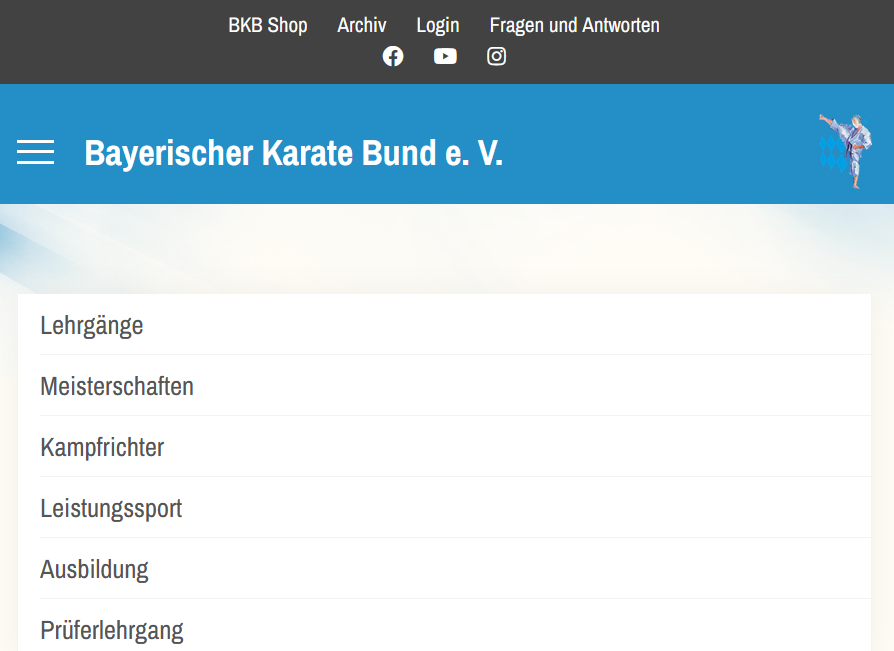 BKB Shop Archiv Login Fragen und Antworten
Bayerischer Karate Bund e. V.
Lehrgänge
Meisterschaften
Kampfrichter
Leistungssport
Ausbildung
Prüferlehrgang